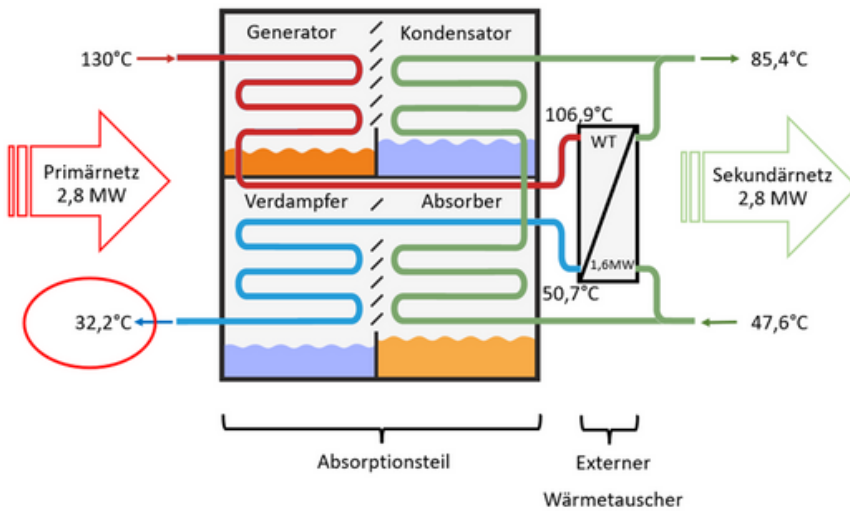 Generator
Kondensator
130°C
85,4°C
106,9°C
WT
Primärnetz
2,8 MW
Sekundärnetz
2,8 MW
Verdampfer
Absorber
1,6MW
50,7°C
32,2°C
47,6°C
Absorptionsteil
Externer
Wärmetauscher